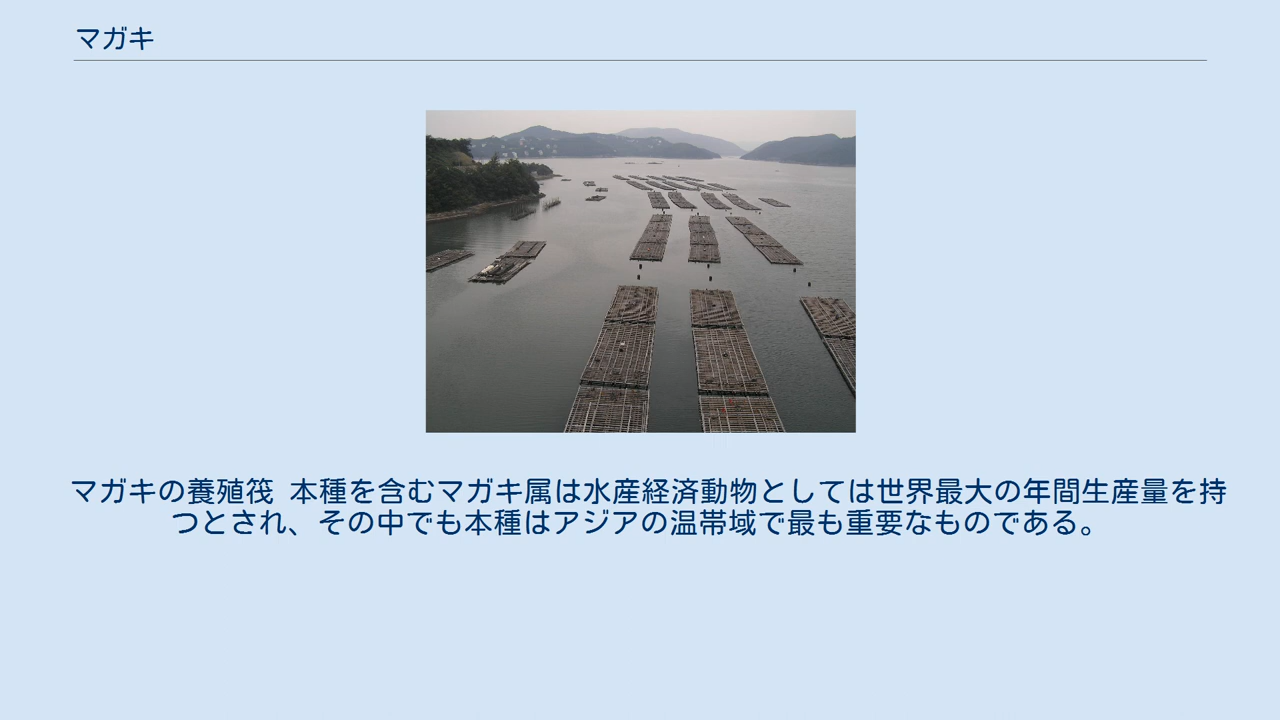 マガキ
マガキの養殖筏 本種を含むマガキ属は水産経済動物としては世界最大の年間生産量を持
つとされ、その中でも本種はアジアの温帯域で最も重要なものである。